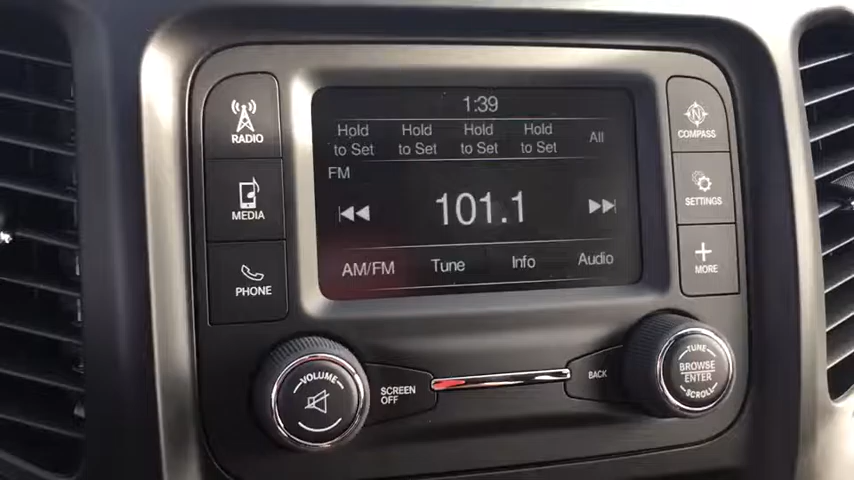 1:39
Hold to Set
Hold to Set
Hold to Set
Hold to Set
All
FM
101.1
AM/FM
Tune
Info
Audio
RADIO
MEDIA
PHONE
N
COMPASS
SETTINGS
MORE
VOLUME
SCREEN
OFF
BACK
TUNE
BROWSE
ENTER
SCROLL